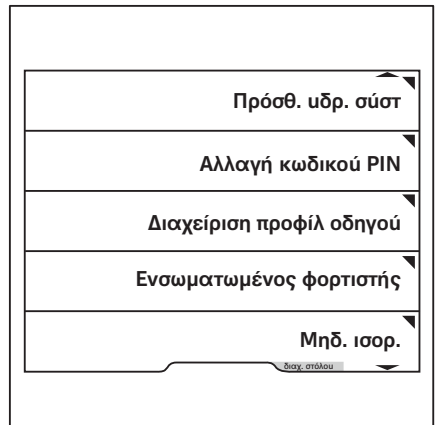 Πρόσθ. υδρ. σύστ
Αλλαγή κωδικού PIN
Διαχείριση προφίλ οδηγού
Ενσωματωμένος φορτιστής
Μηδ. ισορ.
διαχ. στόλου